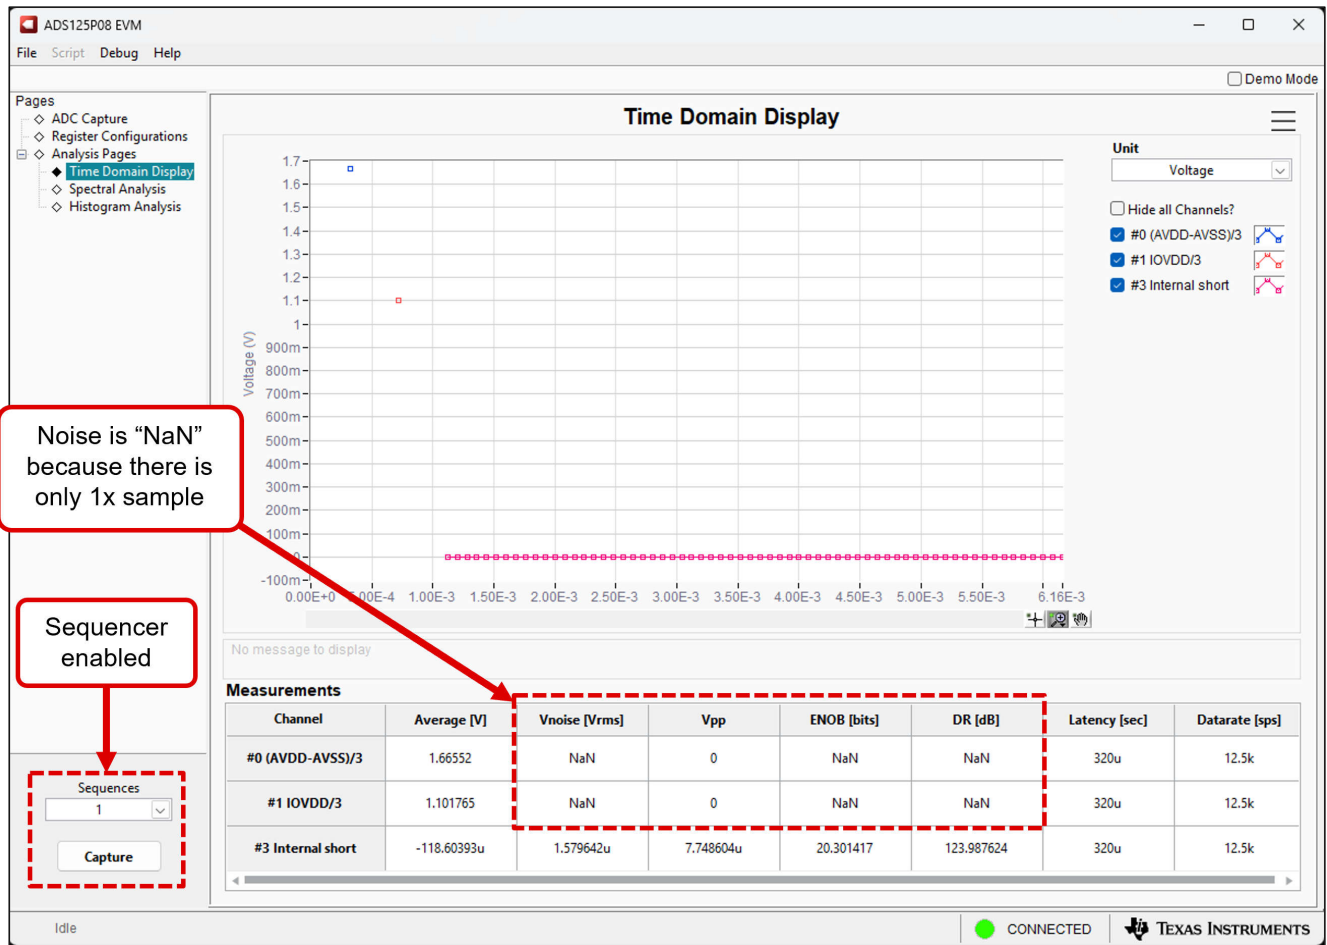 ADS125P08 EVM
File Script Debug Help
Demo Mode
Pages
ADC Capture
Register Configurations
Analysis Pages
Time Domain Display
Spectral Analysis
Histogram Analysis
Time Domain Display
Unit
Voltage
Hide all Channels?
#0 (AVDD-AVSS)/3
#1 IOVDD/3
#3 Internal short
Voltage (V)
1.7
1.6
1.5
1.4
1.3
1.2
1.1
1
900m
800m
700m
600m
500m
400m
300m
200m
100m
0
-100m
0.00E+0 5.00E-4 1.00E-3 1.50E-3 2.00E-3 2.50E-3 3.00E-3 3.50E-3 4.00E-3 4.50E-3 5.00E-3 5.50E-3 6.16E-3
Noise is “NaN”
because there is
only 1x sample
Sequencer
enabled
No message to display
Measurements
Channel Average [V] Vnoise [Vrms] Vpp ENOB [bits] DR [dB] Latency [sec] Datarate [sps]
#0 (AVDD-AVSS)/3 1.66552 NaN 0 NaN NaN 320u 12.5k
#1 IOVDD/3 1.101765 NaN 0 NaN NaN 320u 12.5k
#3 Internal short -118.60393u 1.579642u 7.748604u 20.301417 123.987624 320u 12.5k
Sequences
1
Capture
Idle
CONNECTED
TEXAS INSTRUMENTS